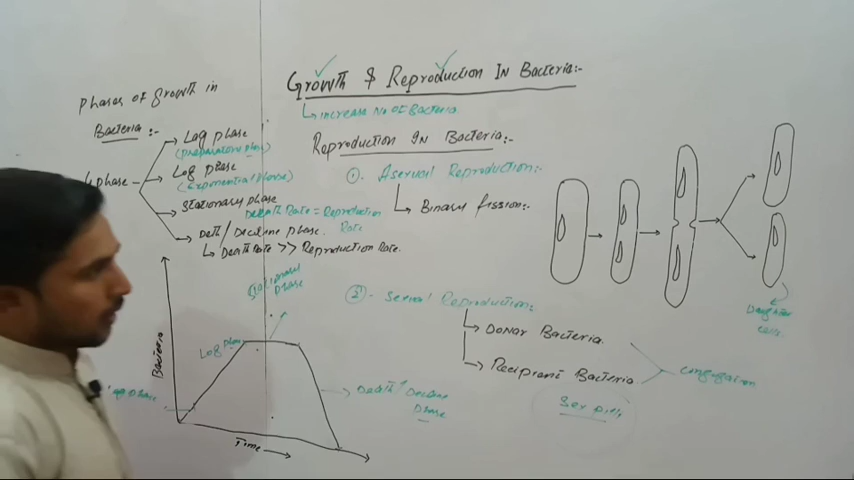 Growth & Reproduction In Bacteria:-
↳ increase No of Bacteria
Phases of Growth in
Bacteria:-
phase
→ Lag phase
(preparatory phase)
→ Log phase
(exponential phase)
→ stationary phase
Death Rate = Reproduction
Rate
→ Deth/Decline phase.
↳ Death Rate >> Reproduction Rate.
Reproduction In Bacteria:-
①. Asexual Reproduction:-
↳ Binary fission:-
②. Sexual Reproduction:
→ Donar Bacteria.
→ Recipient Bacteria
conjugation
Sex pili
Daughter
cells.
Bacteria
Log phase
stationary
phase
Death/Decline
phase
Time →